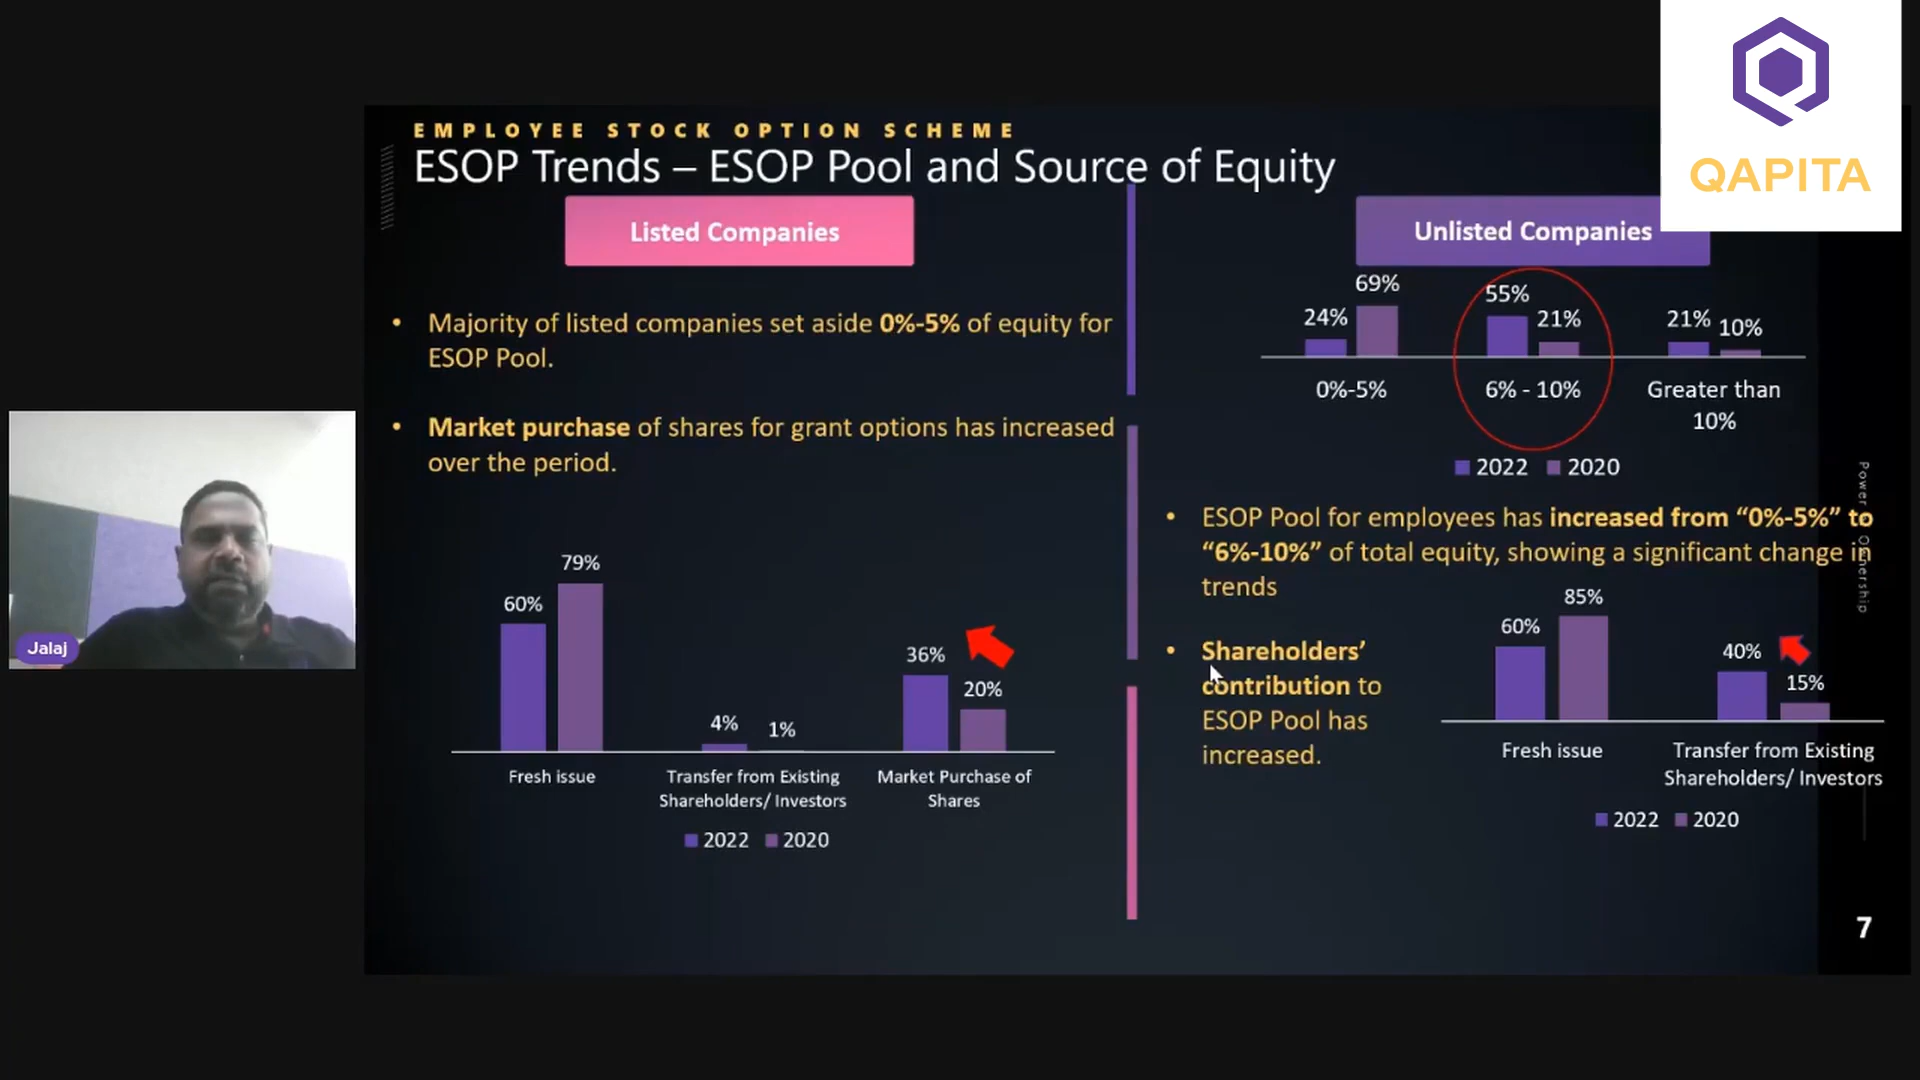 QAPITA
EMPLOYEE STOCK OPTION SCHEME
ESOP Trends – ESOP Pool and Source of Equity
Listed Companies
• Majority of listed companies set aside 0%-5% of equity for
ESOP Pool.
• Market purchase of shares for grant options has increased
over the period.
60%
79%
4%
1%
36%
20%
Fresh issue
Transfer from Existing
Shareholders/ Investors
Market Purchase of
Shares
2022 2020
Unlisted Companies
24%
69%
55%
21%
21%
10%
0%-5%
6% - 10%
Greater than
10%
2022 2020
• ESOP Pool for employees has increased from “0%-5%” to
“6%-10%” of total equity, showing a significant change in
trends
• Shareholders’
contribution to
ESOP Pool has
increased.
60%
85%
40%
15%
Fresh issue
Transfer from Existing
Shareholders/ Investors
2022 2020
Power Ownership
7
Jalaj